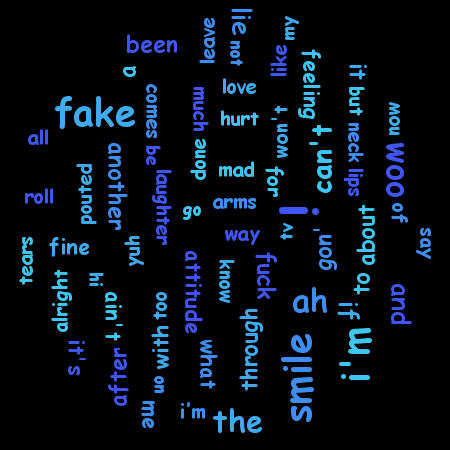 lie
my
leave
not
been
like
a
feeling
it
love
but
fake
comes
much
now
hurt
won't
can't
neck
all
be
done
woo
another
mad
for
lips
pouted
laughter
roll
go
arms
i
of
tv
way
gon'
about
say
tears
fine
yuh
attitude
know
fuck
to
hi
alright
ain't
too
ah
if
and
it's
with
what
through
smile
i'm
after
on
me
i'm
the